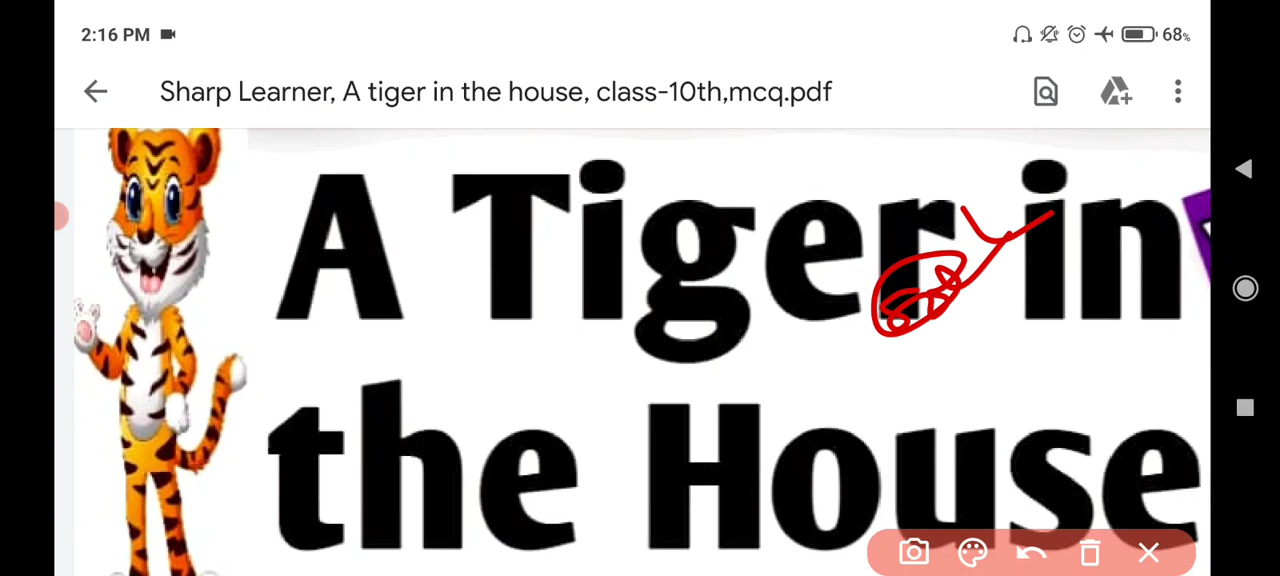 2:16 PM 68%
Sharp Learner, A tiger in the house, class-10th,mcq.pdf
A Tiger in
the House